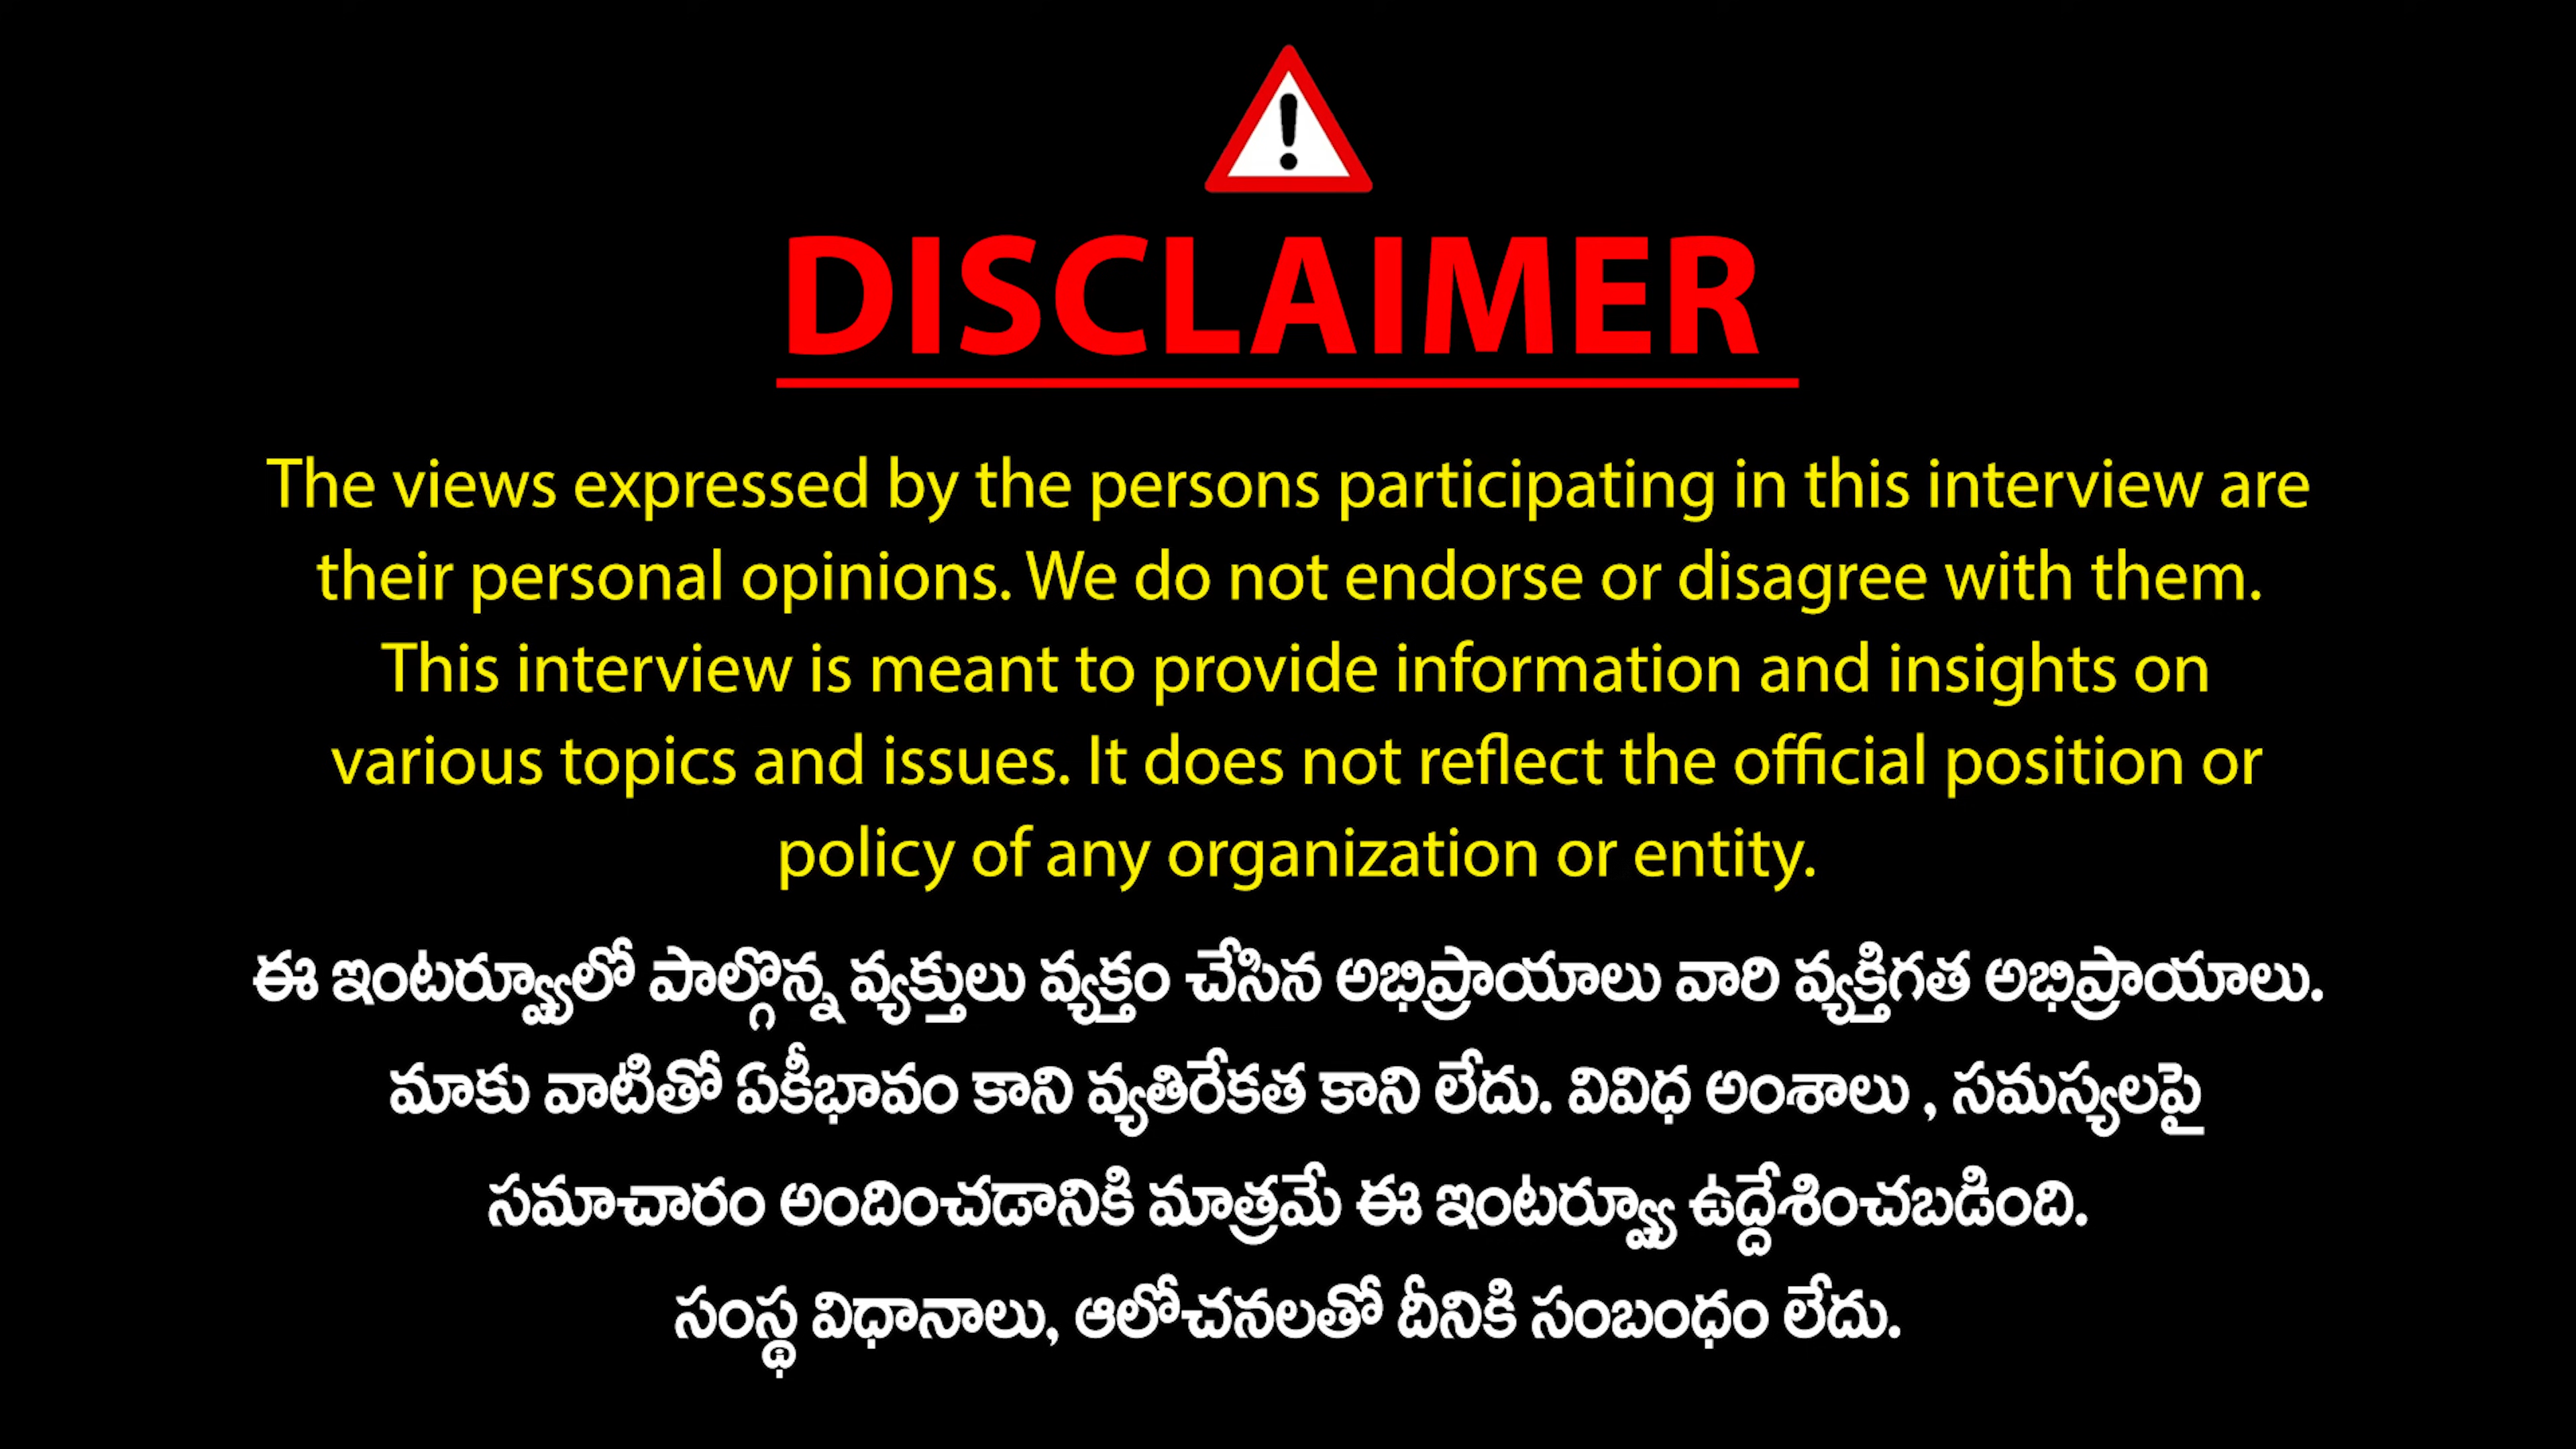 DISCLAIMER
The views expressed by the persons participating in this interview are
their personal opinions. We do not endorse or disagree with them.
This interview is meant to provide information and insights on
various topics and issues. It does not reflect the official position or
policy of any organization or entity.
ఈ ఇంటర్వ్యూలో పాల్గొన్న వ్యక్తులు వ్యక్తం చేసిన అభిప్రాయాలు వారి వ్యక్తిగత అభిప్రాయాలు.
మాకు వాటితో ఏకీభావం కాని వ్యతిరేకత కాని లేదు. వివిధ అంశాలు , సమస్యలపై
సమాచారం అందించడానికి మాత్రమే ఈ ఇంటర్వ్యూ ఉద్దేశించబడింది.
సంస్థ విధానాలు, ఆలోచనలతో దీనికి సంబంధం లేదు.